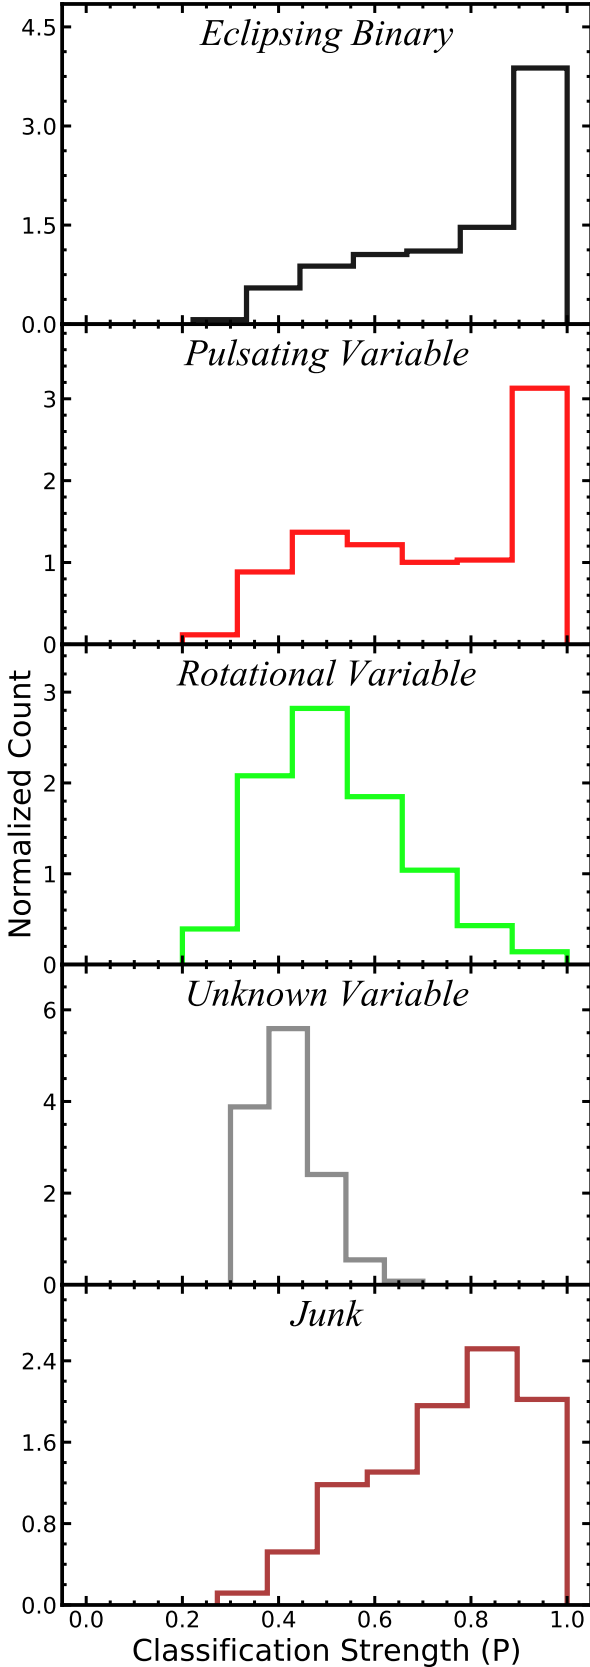 Eclipsing Binary
4.5
3.0
1.5
0.0
Pulsating Variable
3
2
1
0
Rotational Variable
3
2
1
0
Normalized Count
Unknown Variable
6
4
2
0
Junk
2.4
1.6
0.8
0.0
0.0 0.2 0.4 0.6 0.8 1.0
Classification Strength (P)